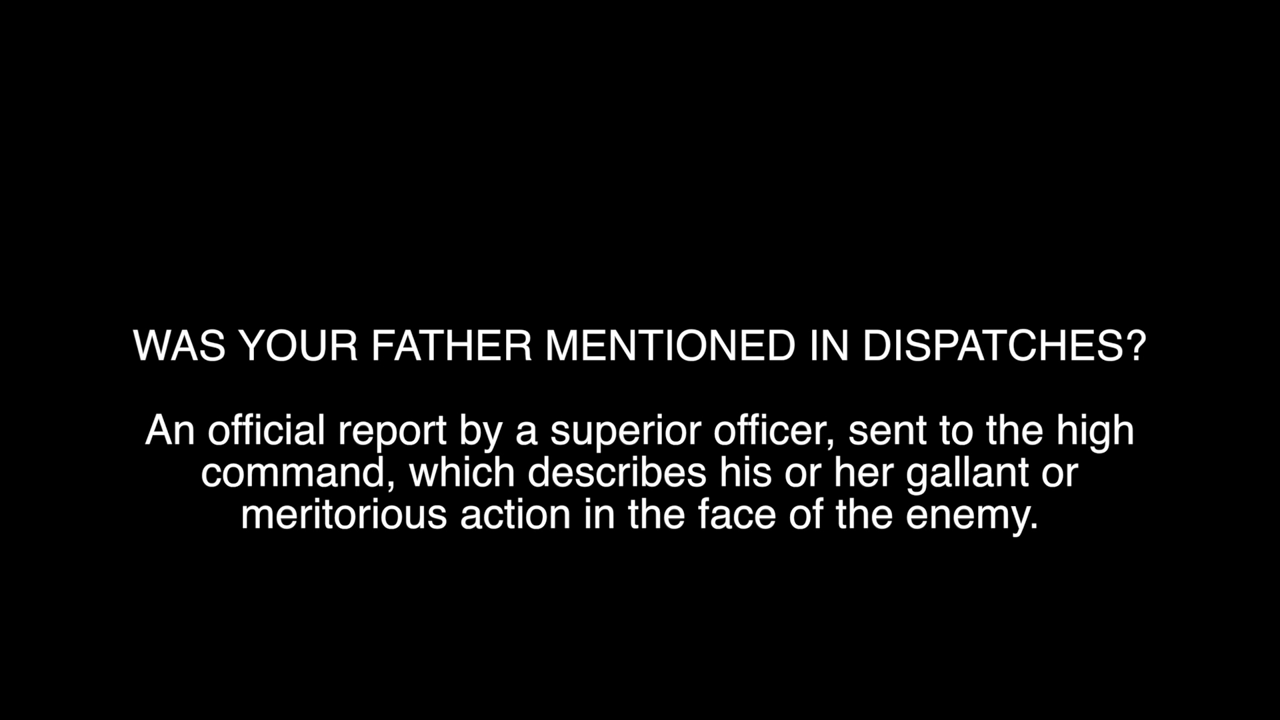 WAS YOUR FATHER MENTIONED IN DISPATCHES?
An official report by a superior officer, sent to the high
command, which describes his or her gallant or
meritorious action in the face of the enemy.